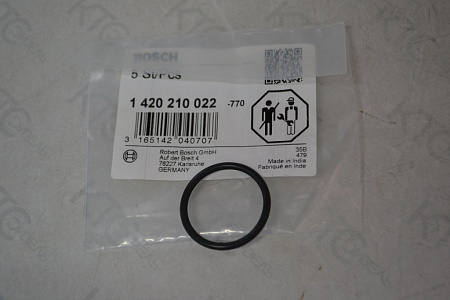 BOSCH
5 St/Pcs
1 420 210 022 -770
3 165142 040707
Robert Bosch GmbH
Auf der Breit 4
76227 Karlsruhe
GERMANY
35B
479
Made in India
Fabriqué en Inde